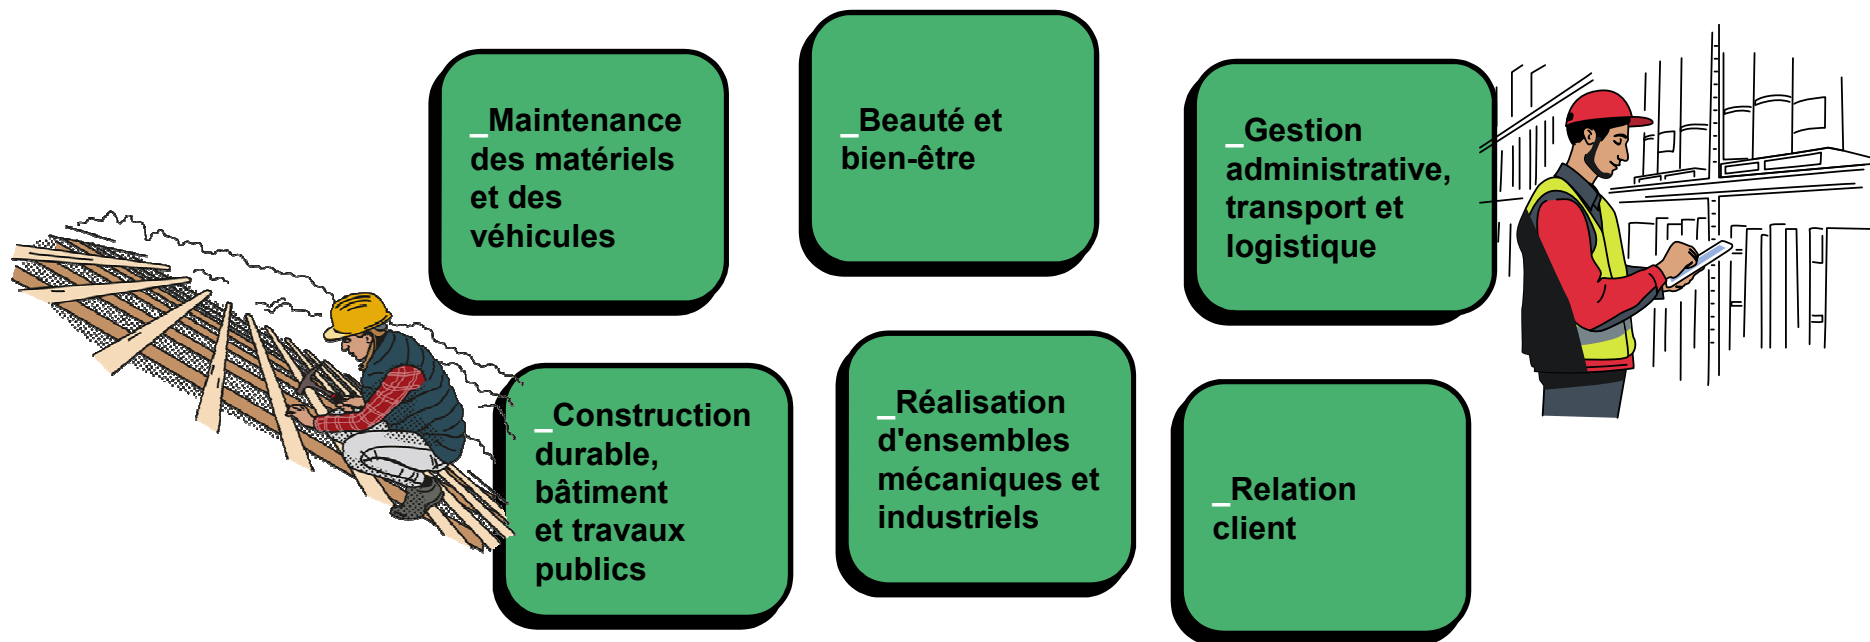 _Maintenance
des matériels
et des
véhicules
_Beauté et
bien-être
_Gestion
administrative,
transport et
logistique
_Construction
durable,
bâtiment
et travaux
publics
_Réalisation
d'ensembles
mécaniques et
industriels
_Relation
client